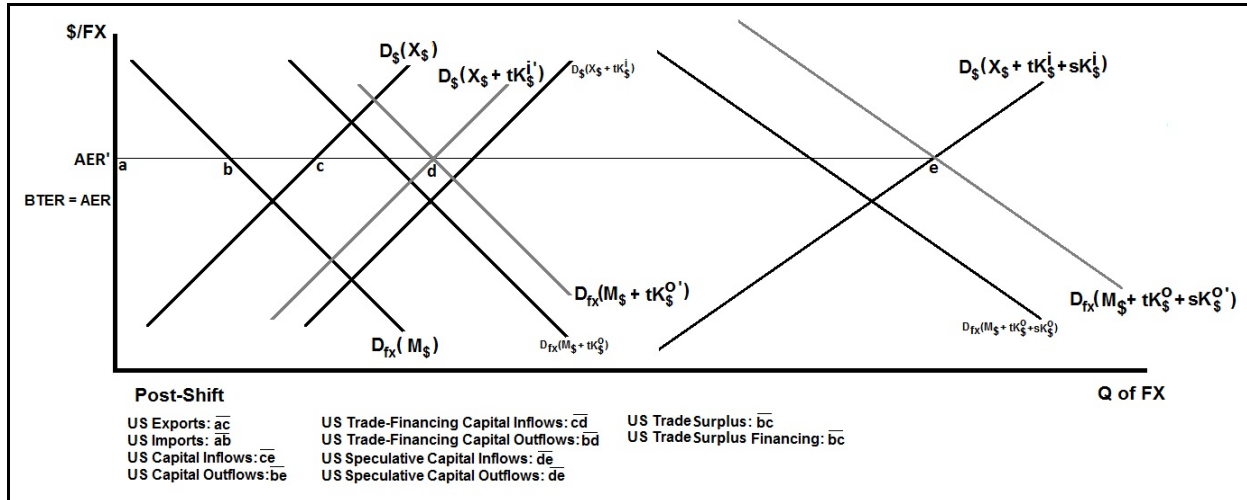 $/FX
D$(X$)
D$(X$ + tK$i')
D$(X$ + tK$i)
D$(X$ + tK$i + sK$i)
AER'
a
b
c
d
e
BTER = AER
Dfx(M$ + tK$o')
Dfx(M$ + tK$o + sK$o')
Dfx(M$ + tK$o + sK$o)
Dfx(M$)
Dfx(M$ + tK$o)
Post-Shift
Q of FX
US Exports: ac
US Imports: ab
US Capital Inflows: ce
US Capital Outflows: be
US Trade-Financing Capital Inflows: cd
US Trade-Financing Capital Outflows: bd
US Speculative Capital Inflows: de
US Speculative Capital Outflows: de
US Trade Surplus: bc
US Trade Surplus Financing: bc